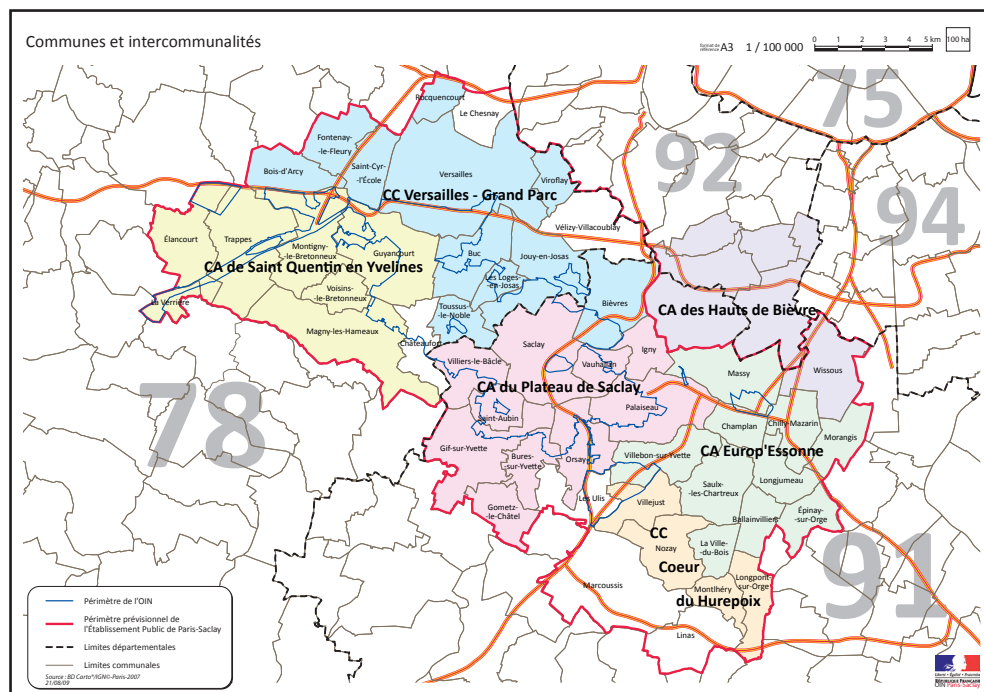 Communes et intercommunalités
format de référence A3 1 / 100 000
0 1 2 3 4 5 km
100 ha
75
92
94
78
91
Rocquencourt
Le Chesnay
Fontenay
-le-Fleury
Saint-Cyr
-l'École
Bois-d'Arcy
Versailles
Viroflay
CC Versailles - Grand Parc
Vélizy-Villacoublay
Élancourt
Trappes
Montigny
-le-Bretonneux
Guyancourt
CA de Saint Quentin en Yvelines
Voisins
-le-Bretonneux
La Verrière
Magny-les-Hameaux
Châteaufort
Buc
Jouy-en-Josas
Les Loges
-en-Josas
Toussus
-le-Noble
Bièvres
CA des Hauts de Bièvre
Wissous
Saclay
Igny
Villiers-le-Bâcle
Vauhallan
CA du Plateau de Saclay
Palaiseau
Saint-Aubin
Gif-sur-Yvette
Bures
-sur-Yvette
Orsay
Gometz
-le-Châtel
Les Ulis
Massy
Champlan
Chilly-Mazarin
Morangis
Villebon-sur-Yvette
CA Europ'Essonne
Saulx
-les-Chartreux
Longjumeau
Ballainvilliers
Épinay
-sur-Orge
La Ville
-du-Bois
Villejust
CC
Nozay
Coeur
Longpont
-sur-Orge
Montlhéry
du Hurepoix
Marcoussis
Linas
Périmètre de l'OIN
Périmètre prévisionnel de
l'Établissement Public de Paris-Saclay
Limites départementales
Limites communales
Source : BD Carto®/IGN©-Paris-2007
21/08/09
Liberté • Égalité • Fraternité
RÉPUBLIQUE FRANÇAISE
OIN Paris-Saclay